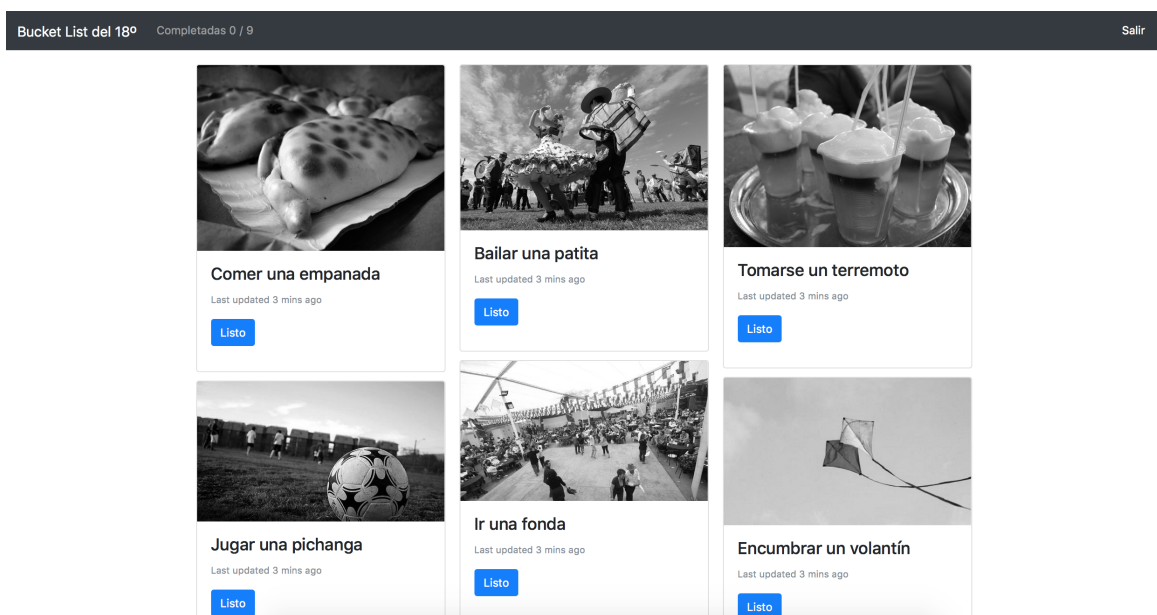 Bucket List del 18º
Completadas 0 / 9
Salir
Comer una empanada
Last updated 3 mins ago
Listo
Bailar una patita
Last updated 3 mins ago
Listo
Tomarse un terremoto
Last updated 3 mins ago
Listo
Jugar una pichanga
Last updated 3 mins ago
Listo
Ir una fonda
Last updated 3 mins ago
Listo
Encumbrar un volantín
Last updated 3 mins ago
Listo